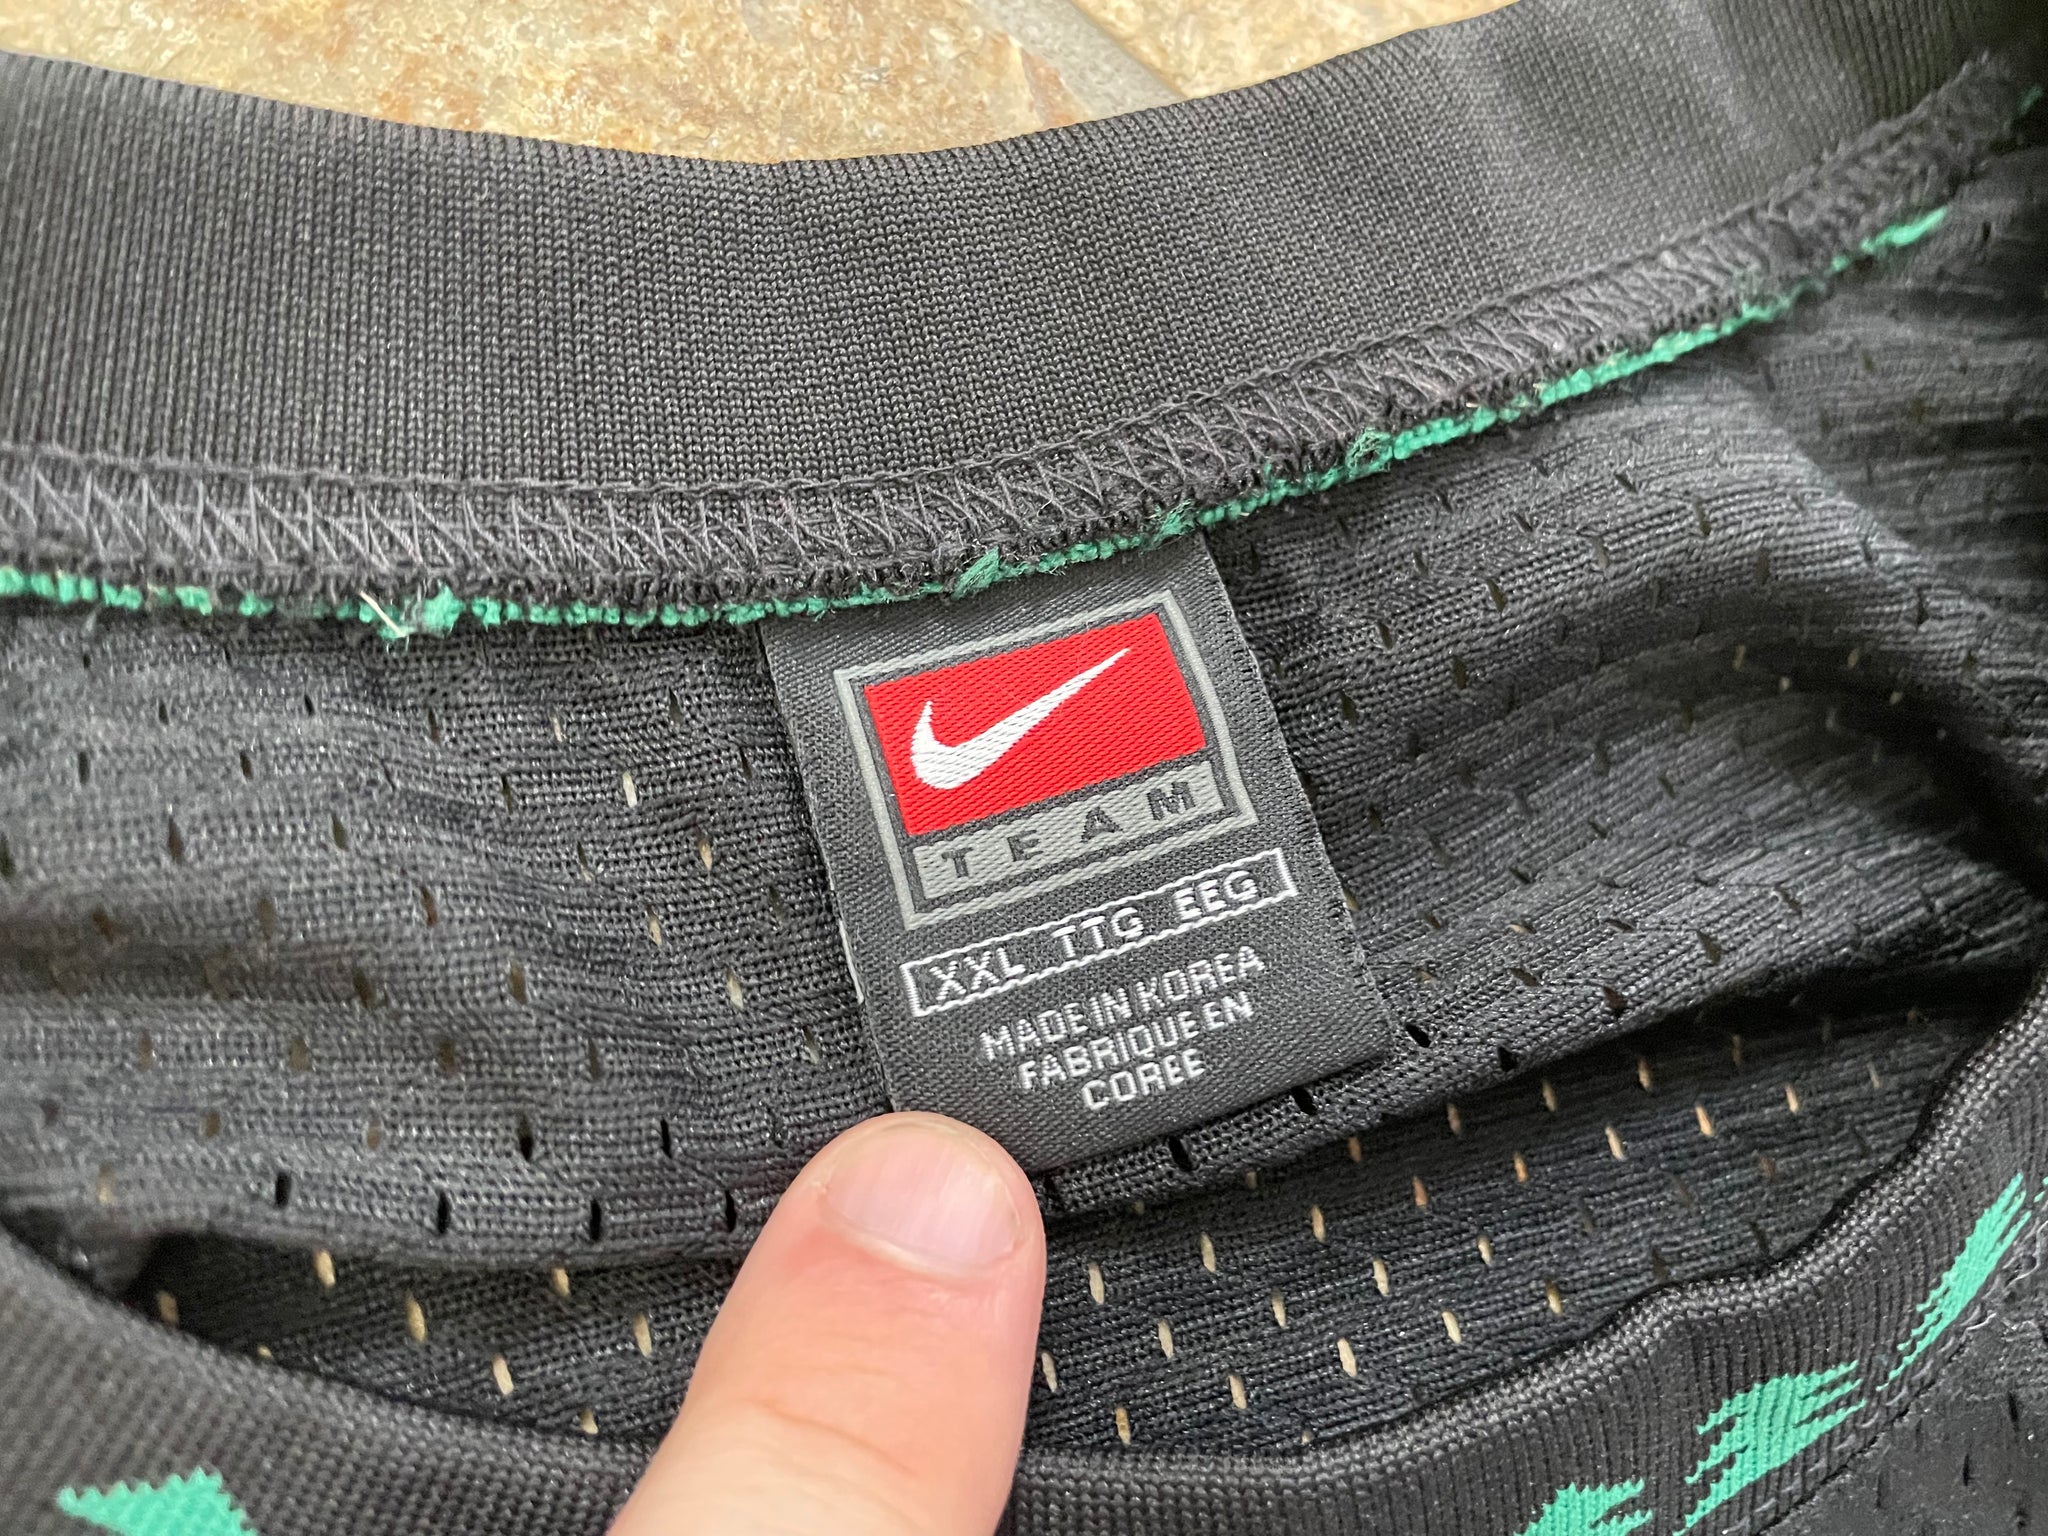 TEAM
XXL TTG EEG
MADE IN KOREA
FABRIQUE EN
COREE